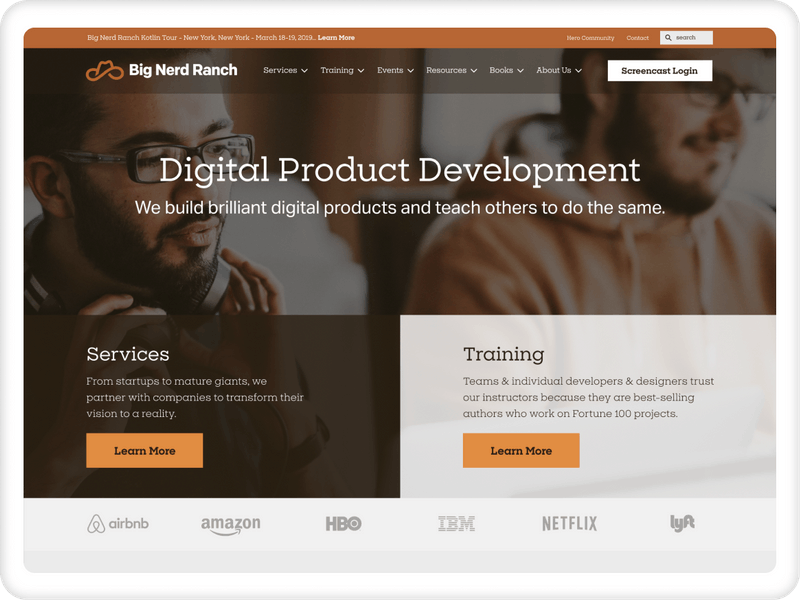 Big Nerd Ranch Kotlin Tour – New York, New York – March 18–19, 2019... Learn More
Hero Community
Contact
search
Big Nerd Ranch
Services
Training
Events
Resources
Books
About Us
Screencast Login
Digital Product Development
We build brilliant digital products and teach others to do the same.
Services
From startups to mature giants, we
partner with companies to transform their
vision to a reality.
Learn More
Training
Teams & individual developers & designers trust
our instructors because they are best-selling
authors who work on Fortune 100 projects.
Learn More
airbnb
amazon
HBO
IBM
NETFLIX
lyft